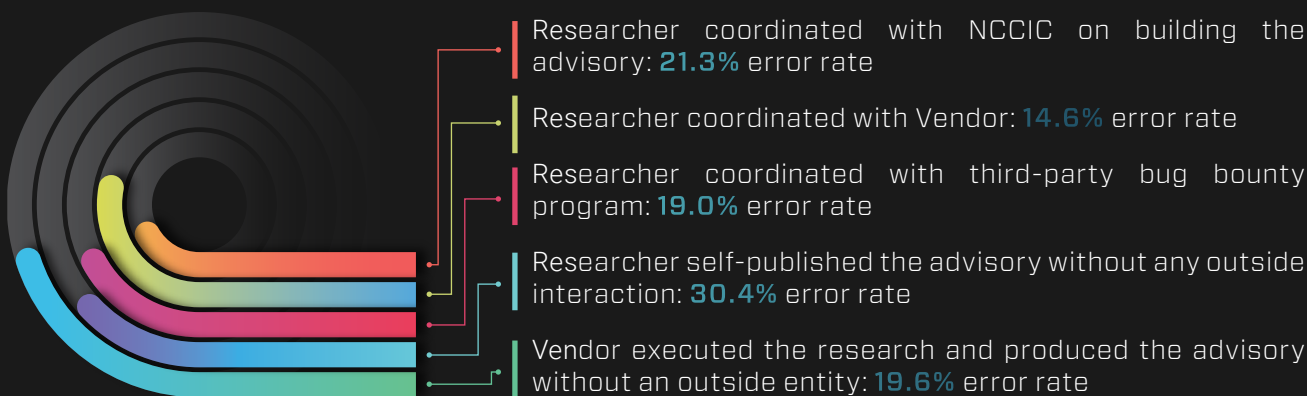 Researcher coordinated with NCCIC on building the
advisory: 21.3% error rate
Researcher coordinated with Vendor: 14.6% error rate
Researcher coordinated with third-party bug bounty
program: 19.0% error rate
Researcher self-published the advisory without any outside
interaction: 30.4% error rate
Vendor executed the research and produced the advisory
without an outside entity: 19.6% error rate